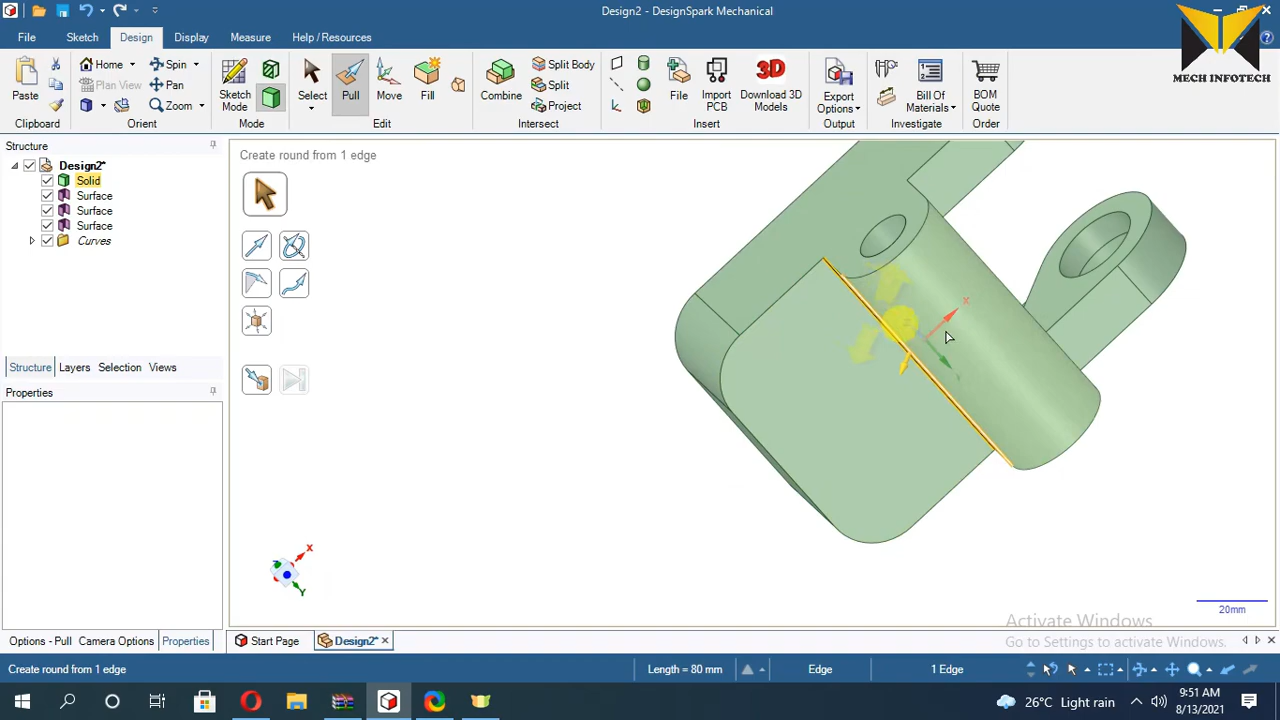 Design2 - DesignSpark Mechanical
File Sketch Design Display Measure Help / Resources
MECH INFOTECH
Paste
Clipboard
Home Spin
Plan View Pan
Zoom
Orient
Sketch Mode
Mode
Select Pull Move Fill
Edit
Combine Split Body
Split
Project
Intersect
File Import PCB 3D Download 3D Models
Insert
Export Options
Output
Bill Of Materials
Investigate
BOM Quote
Order
Structure
Design2*
Solid
Surface
Surface
Surface
Curves
Structure Layers Selection Views
Properties
Options - Pull Camera Options Properties
Create round from 1 edge
X
X
Y
20mm
Activate Windows
Go to Settings to activate Windows.
Start Page Design2*
Create round from 1 edge Length = 80 mm Edge 1 Edge
26°C Light rain
9:51 AM
8/13/2021